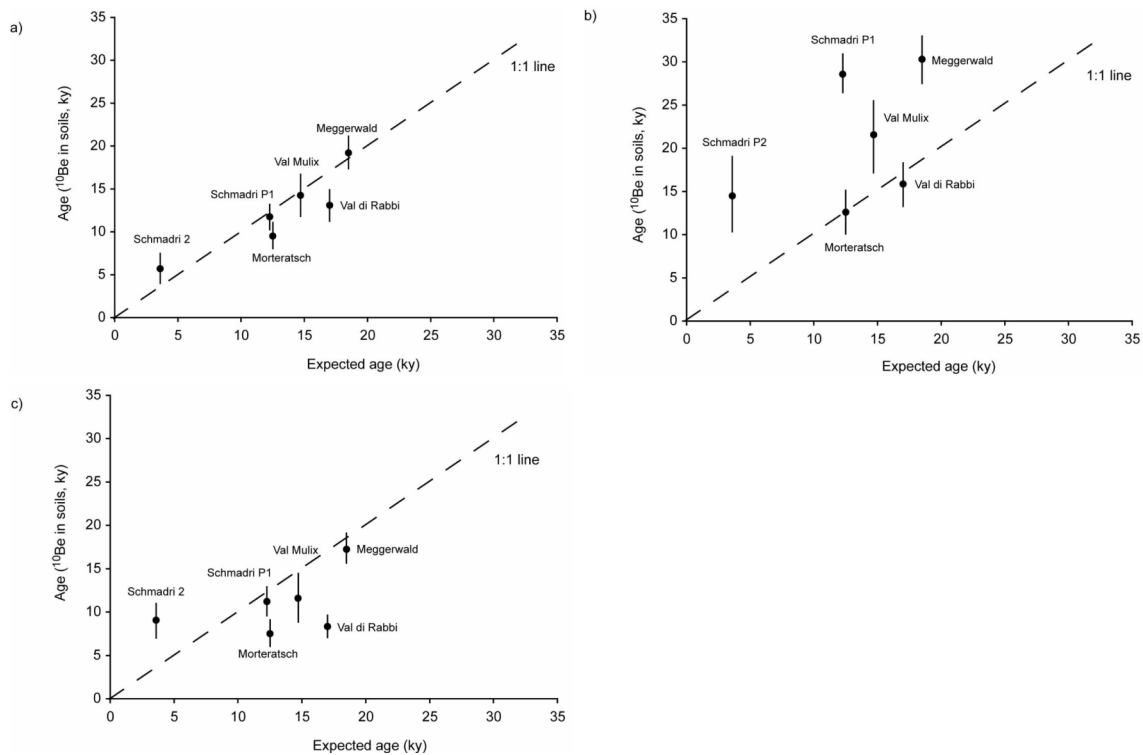 a)
Age (¹⁰Be in soils, ky)
35
30
25
20
15
10
5
0
1:1 line
Meggerwald
Val Mulix
Schmadri P1
Val di Rabbi
Morteratsch
Schmadri 2
0 5 10 15 20 25 30 35
Expected age (ky)
b)
Age (¹⁰Be in soils, ky)
35
30
25
20
15
10
5
0
Schmadri P1
Meggerwald
1:1 line
Val Mulix
Schmadri P2
Val di Rabbi
Morteratsch
0 5 10 15 20 25 30 35
Expected age (ky)
c)
Age (¹⁰Be in soils, ky)
35
30
25
20
15
10
5
0
1:1 line
Val Mulix
Meggerwald
Schmadri P1
Schmadri 2
Val di Rabbi
Morteratsch
0 5 10 15 20 25 30 35
Expected age (ky)